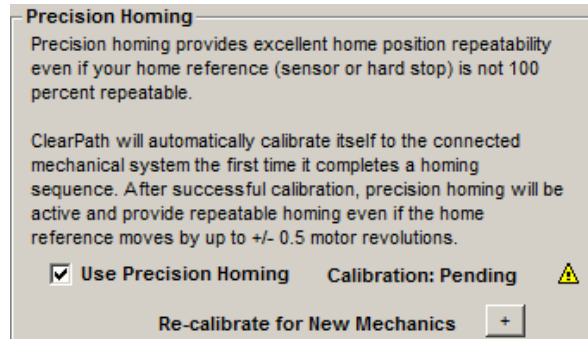 Precision Homing
Precision homing provides excellent home position repeatability
even if your home reference (sensor or hard stop) is not 100
percent repeatable.
ClearPath will automatically calibrate itself to the connected
mechanical system the first time it completes a homing
sequence. After successful calibration, precision homing will be
active and provide repeatable homing even if the home
reference moves by up to +/- 0.5 motor revolutions.
Use Precision Homing Calibration: Pending
Re-calibrate for New Mechanics +